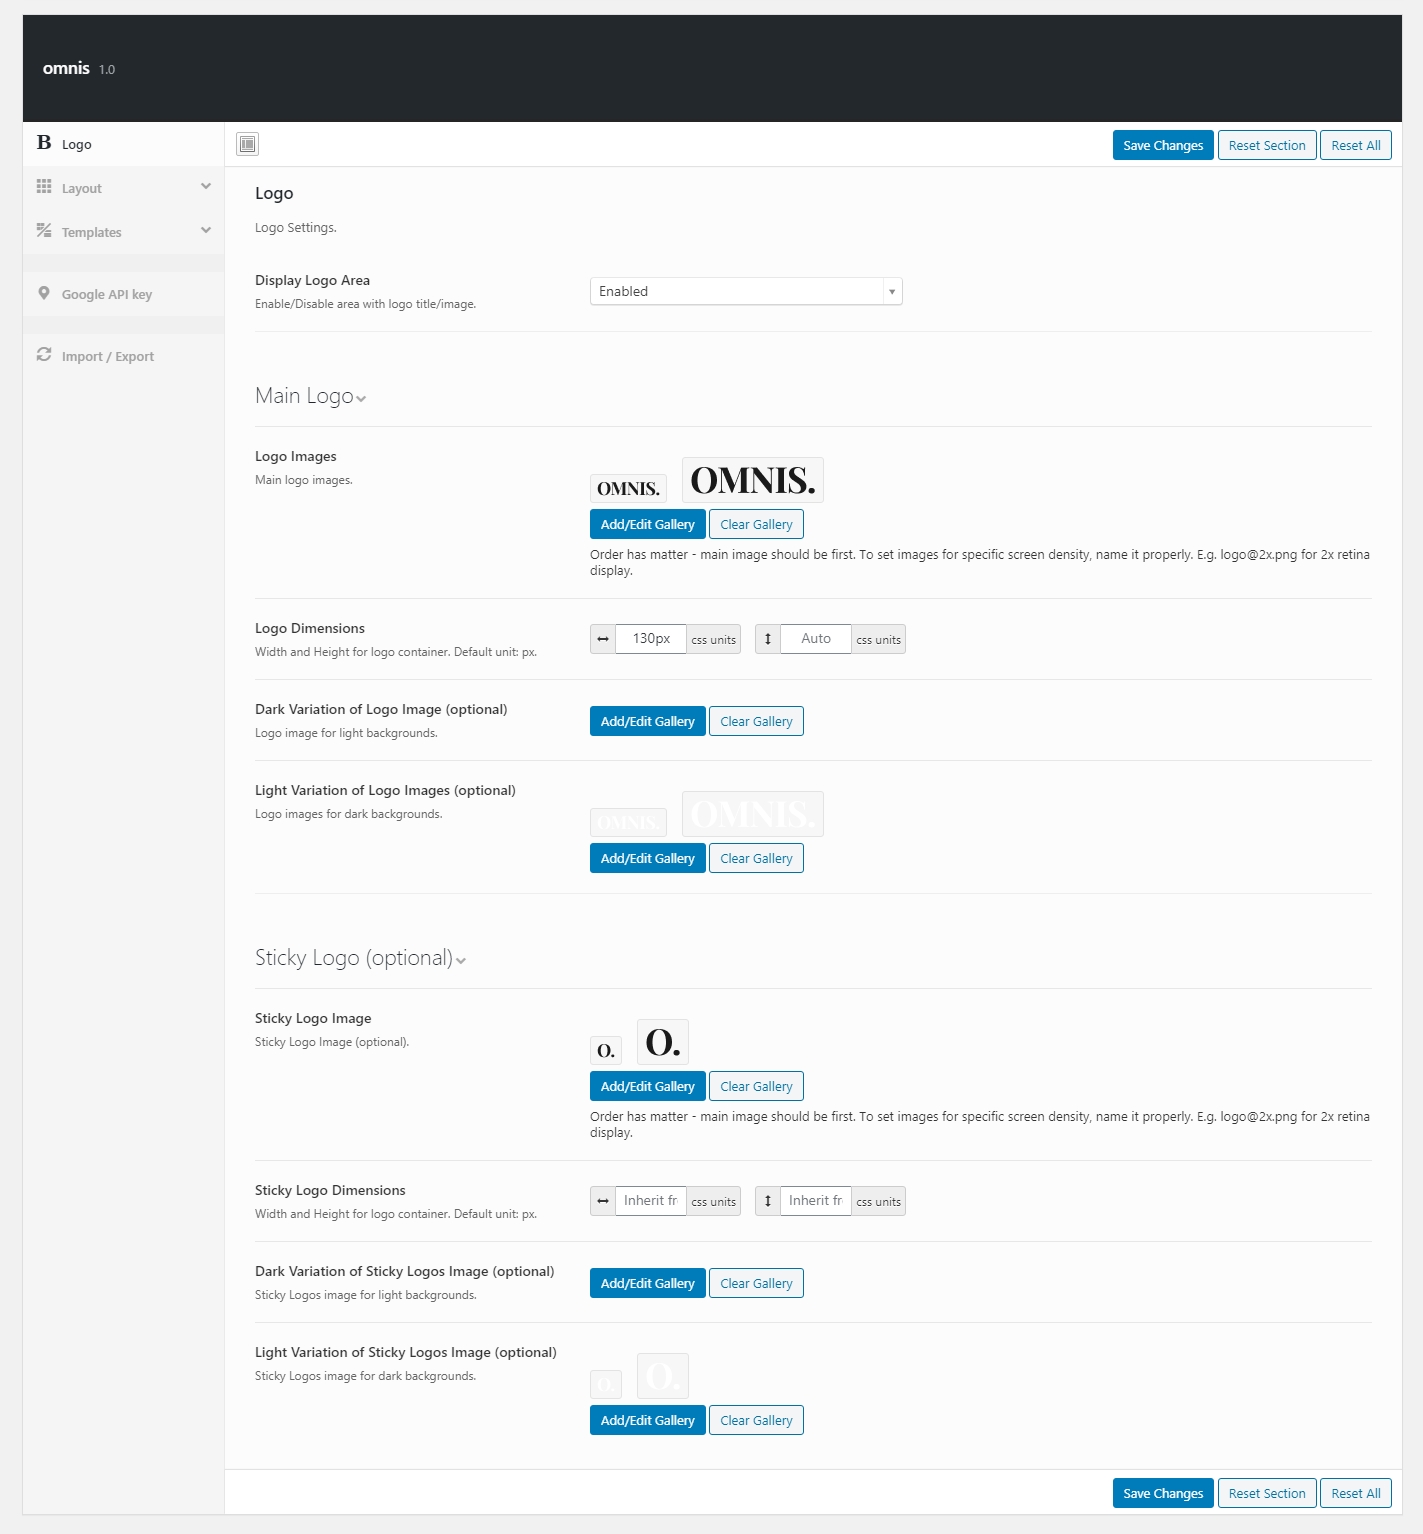 omnis 1.0
Logo
Layout
Templates
Google API key
Import / Export
Save Changes Reset Section Reset All
Logo
Logo Settings.
Display Logo Area
Enable/Disable area with logo title/image.
Enabled
Main Logo
Logo Images
Main logo images.
OMNIS. OMNIS.
Add/Edit Gallery Clear Gallery
Order has matter - main image should be first. To set images for specific screen density, name it properly. E.g. logo@2x.png for 2x retina
display.
Logo Dimensions
Width and Height for logo container. Default unit: px.
130px css units Auto css units
Dark Variation of Logo Image (optional)
Logo image for light backgrounds.
Add/Edit Gallery Clear Gallery
Light Variation of Logo Images (optional)
Logo images for dark backgrounds.
OMNIS. OMNIS.
Add/Edit Gallery Clear Gallery
Sticky Logo (optional)
Sticky Logo Image
Sticky Logo Image (optional).
O. O.
Add/Edit Gallery Clear Gallery
Order has matter - main image should be first. To set images for specific screen density, name it properly. E.g. logo@2x.png for 2x retina
display.
Sticky Logo Dimensions
Width and Height for logo container. Default unit: px.
Inherit fr css units Inherit fr css units
Dark Variation of Sticky Logos Image (optional)
Sticky Logos image for light backgrounds.
Add/Edit Gallery Clear Gallery
Light Variation of Sticky Logos Image (optional)
Sticky Logos image for dark backgrounds.
O. O.
Add/Edit Gallery Clear Gallery
Save Changes Reset Section Reset All